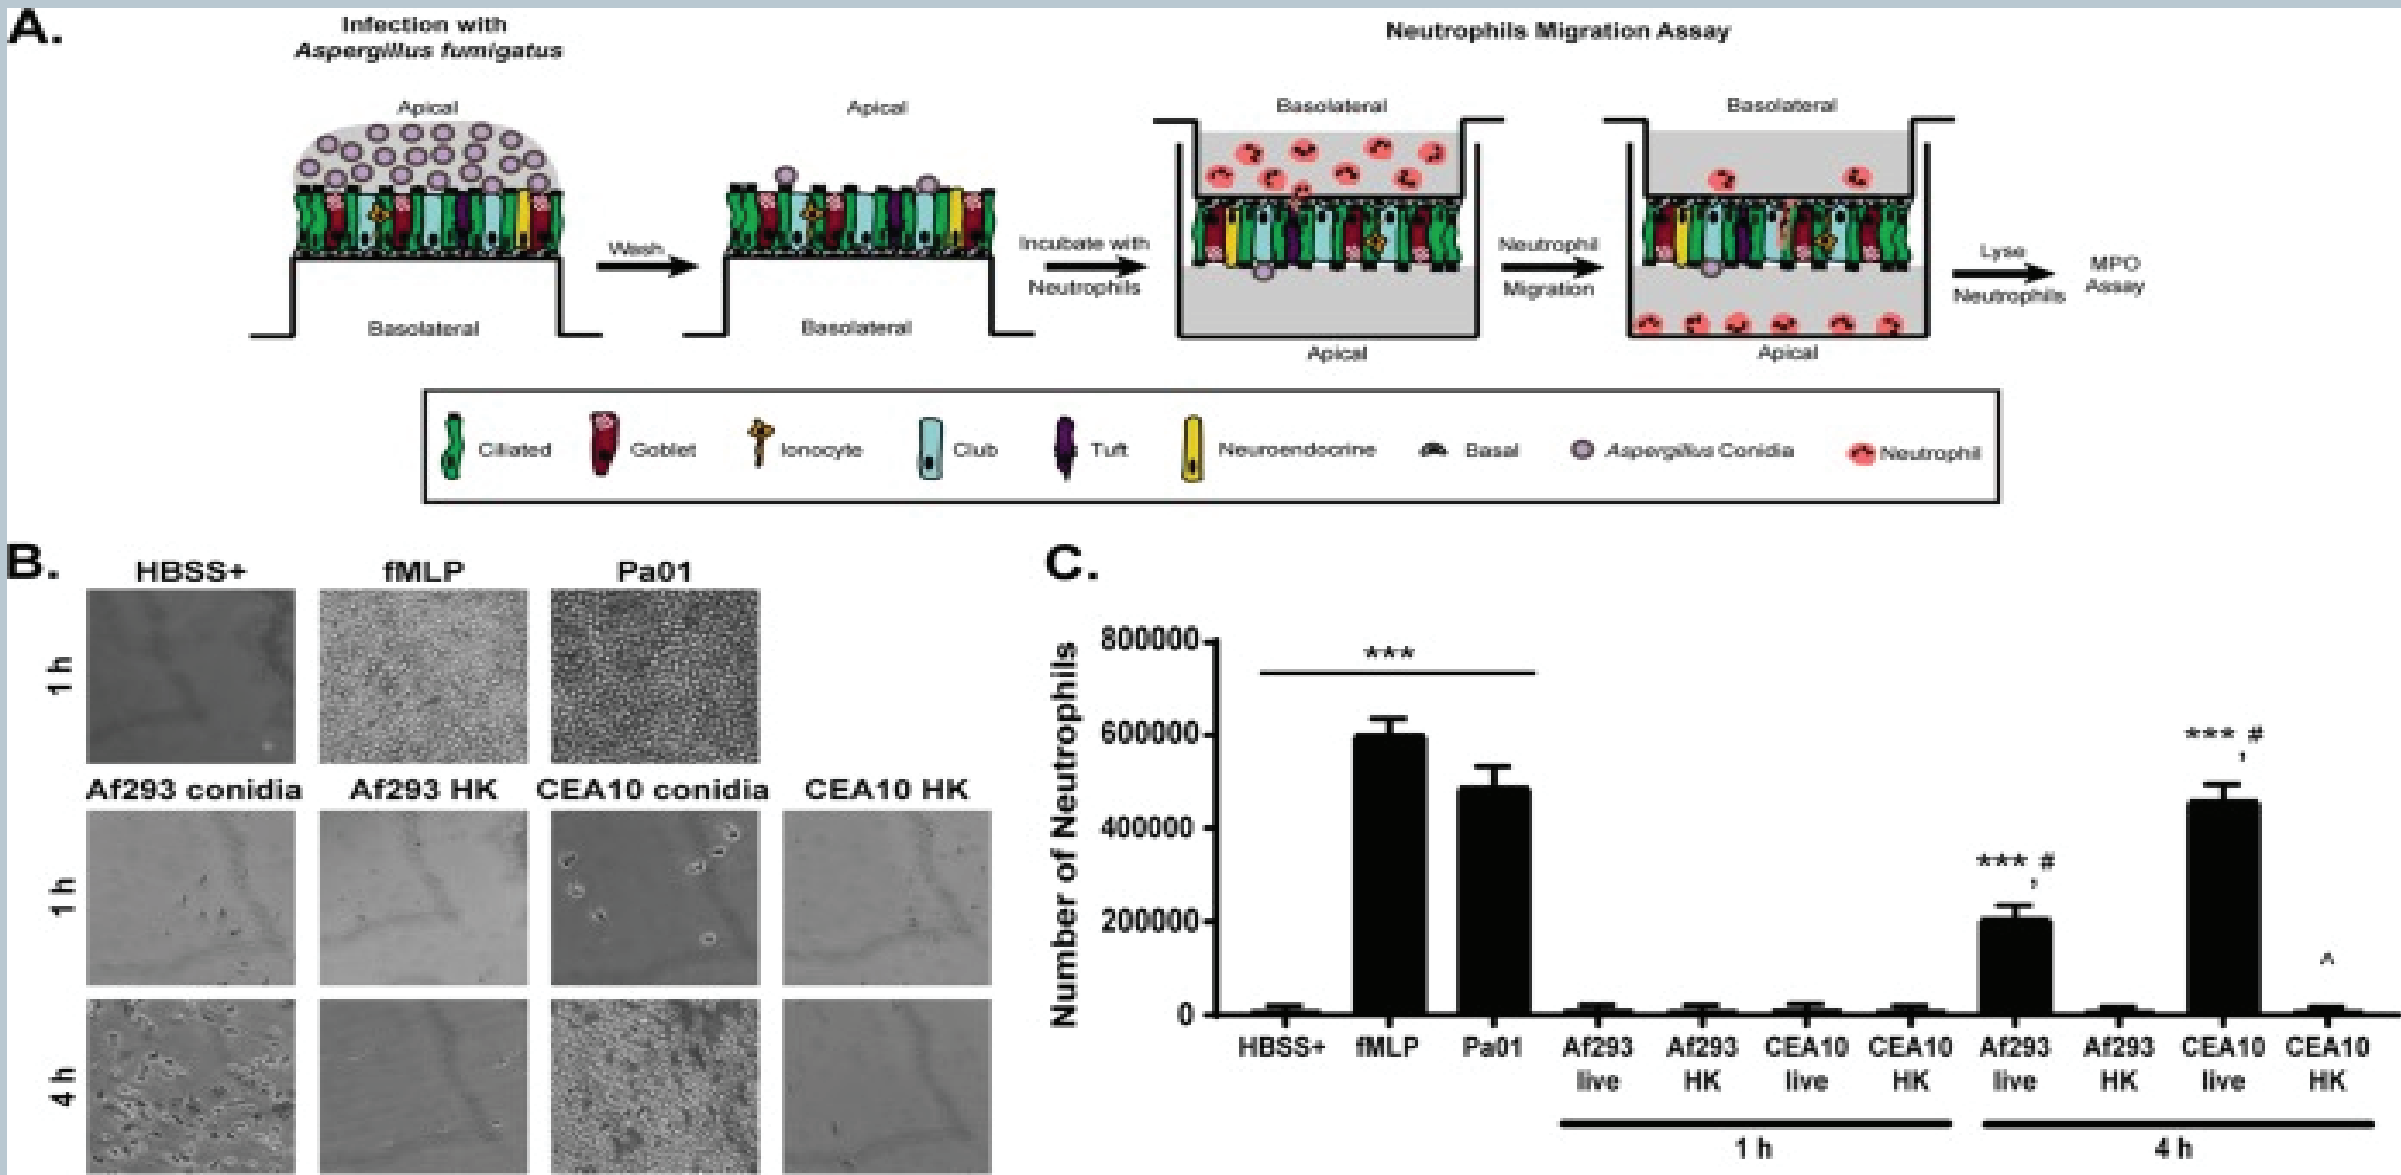 A.
Infection with
Aspergillus fumigatus
Neutrophils Migration Assay
Apical
Apical
Basolateral
Basolateral
Wash
Incubate with
Neutrophils
Neutrophil
Migration
Lyse
Neutrophils
MPO
Assay
Basolateral
Basolateral
Apical
Apical
Ciliated
Goblet
Ionocyte
Club
Tuft
Neuroendocrine
Basal
Aspergillus Conidia
Neutrophil
B.
HBSS+
fMLP
Pa01
1 h
Af293 conidia
Af293 HK
CEA10 conidia
CEA10 HK
1 h
4 h
C.
Number of Neutrophils
800000
600000
400000
200000
0
***
***, #
***, #
^
HBSS+
fMLP
Pa01
Af293 live
Af293 HK
CEA10 live
CEA10 HK
Af293 live
Af293 HK
CEA10 live
CEA10 HK
1 h
4 h